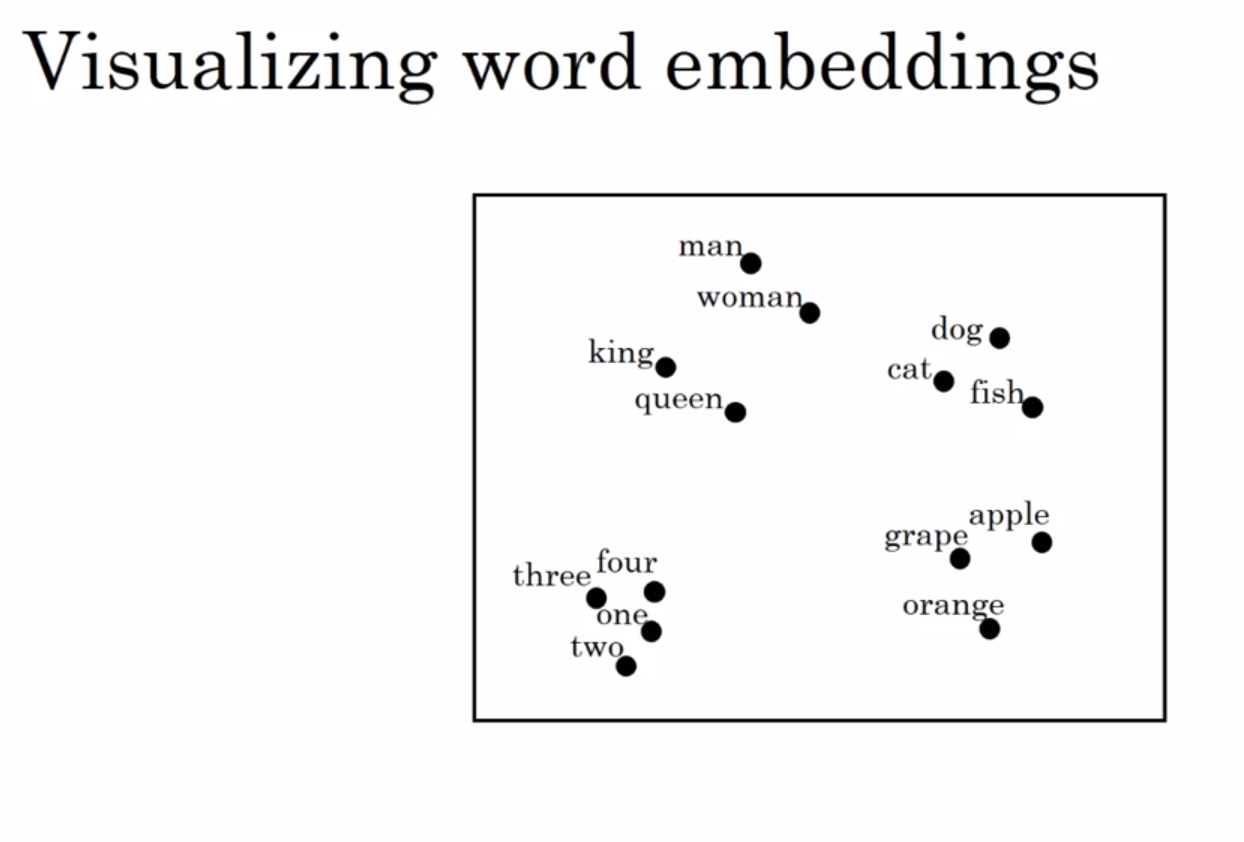 Visualizing word embeddings
man
woman
dog
king
cat
queen
fish
apple
grape
four
three
orange
one
two